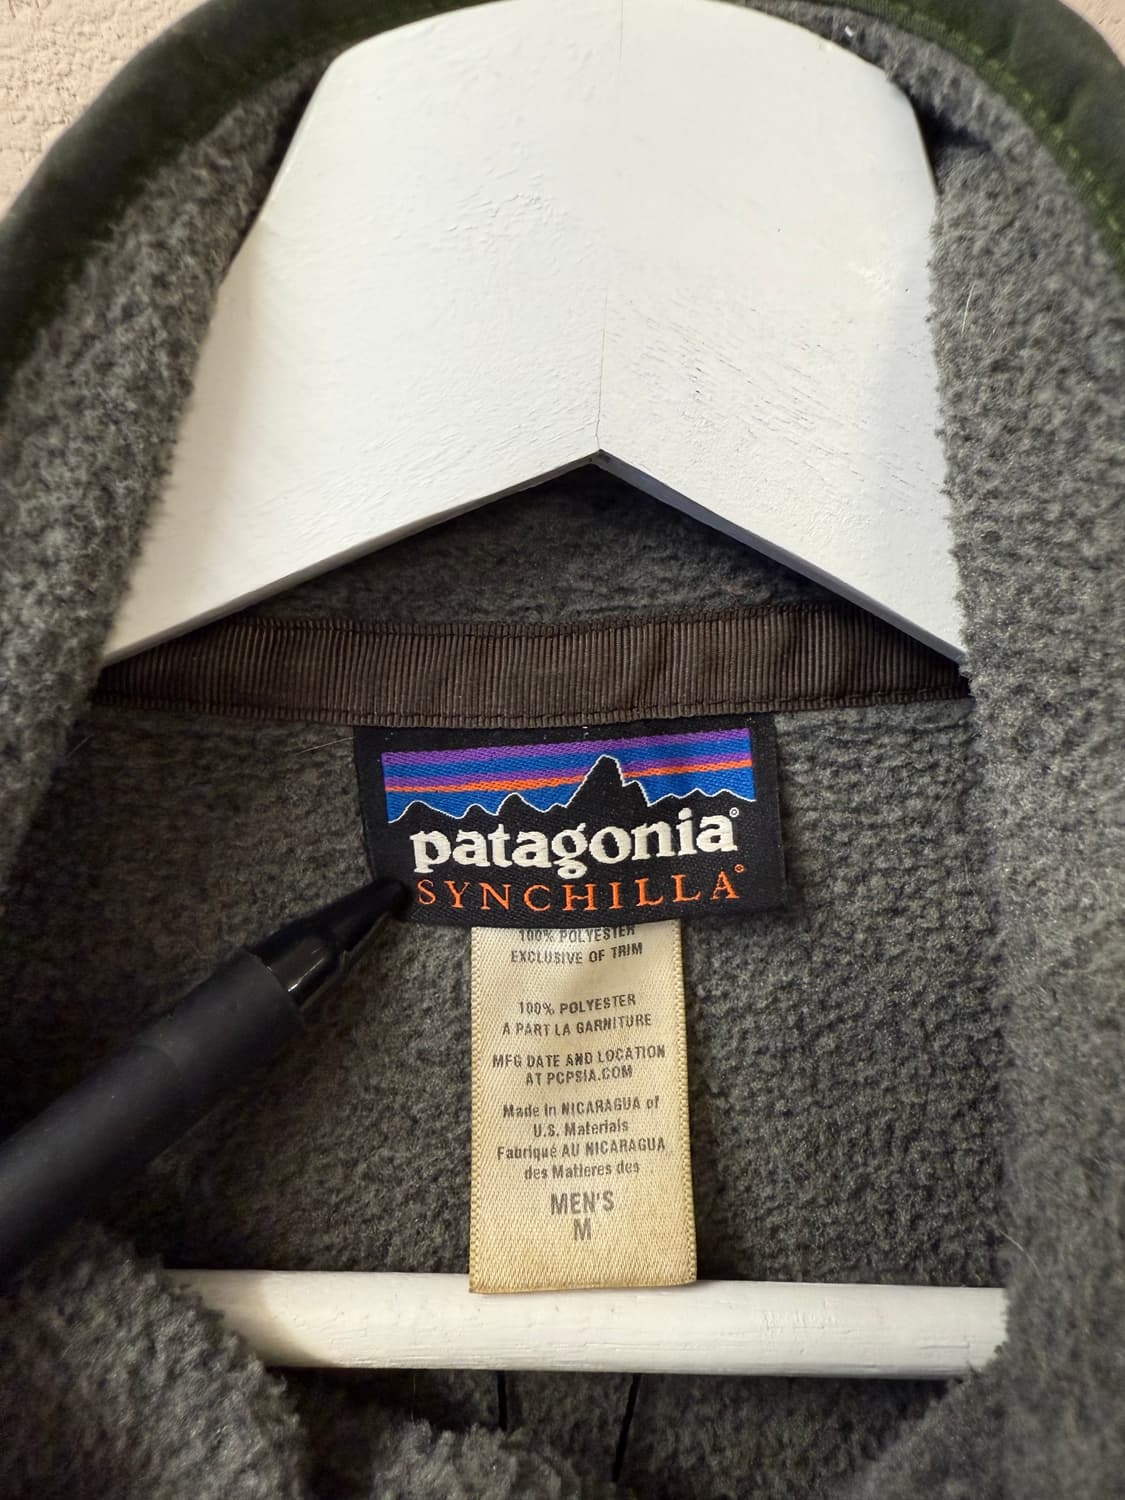 patagonia®
SYNCHILLA®
100% POLYESTER
EXCLUSIVE OF TRIM
100% POLYESTER
A PART LA GARNITURE
MFG DATE AND LOCATION
AT PCPSIA.COM
Made in NICARAGUA of
U.S. Materials
Fabriqué AU NICARAGUA
des Matieres des
MEN'S
M